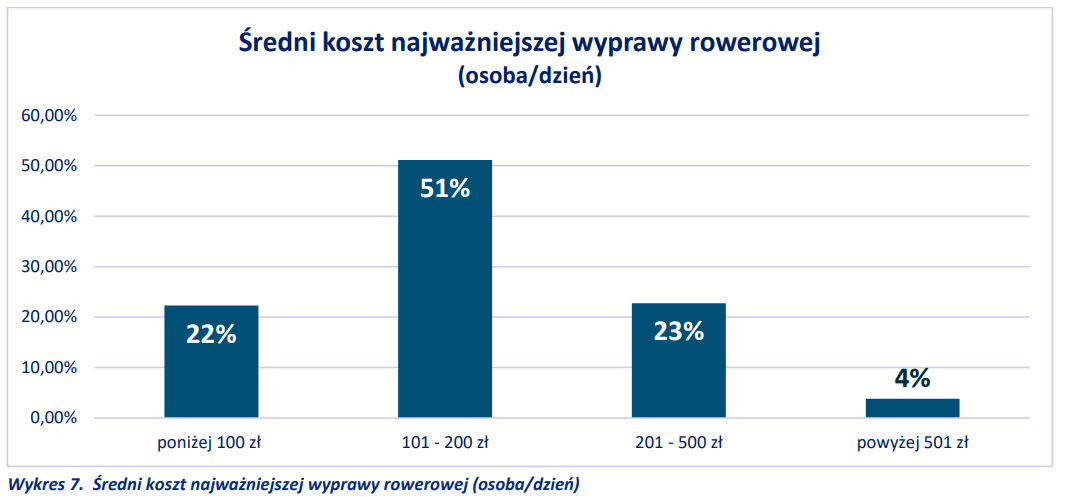 Średni koszt najważniejszej wyprawy rowerowej
(osoba/dzień)
60,00%
50,00%
40,00%
30,00%
20,00%
10,00%
0,00%
22%
51%
23%
4%
poniżej 100 zł
101 - 200 zł
201 - 500 zł
powyżej 501 zł
Wykres 7. Średni koszt najważniejszej wyprawy rowerowej (osoba/dzień)